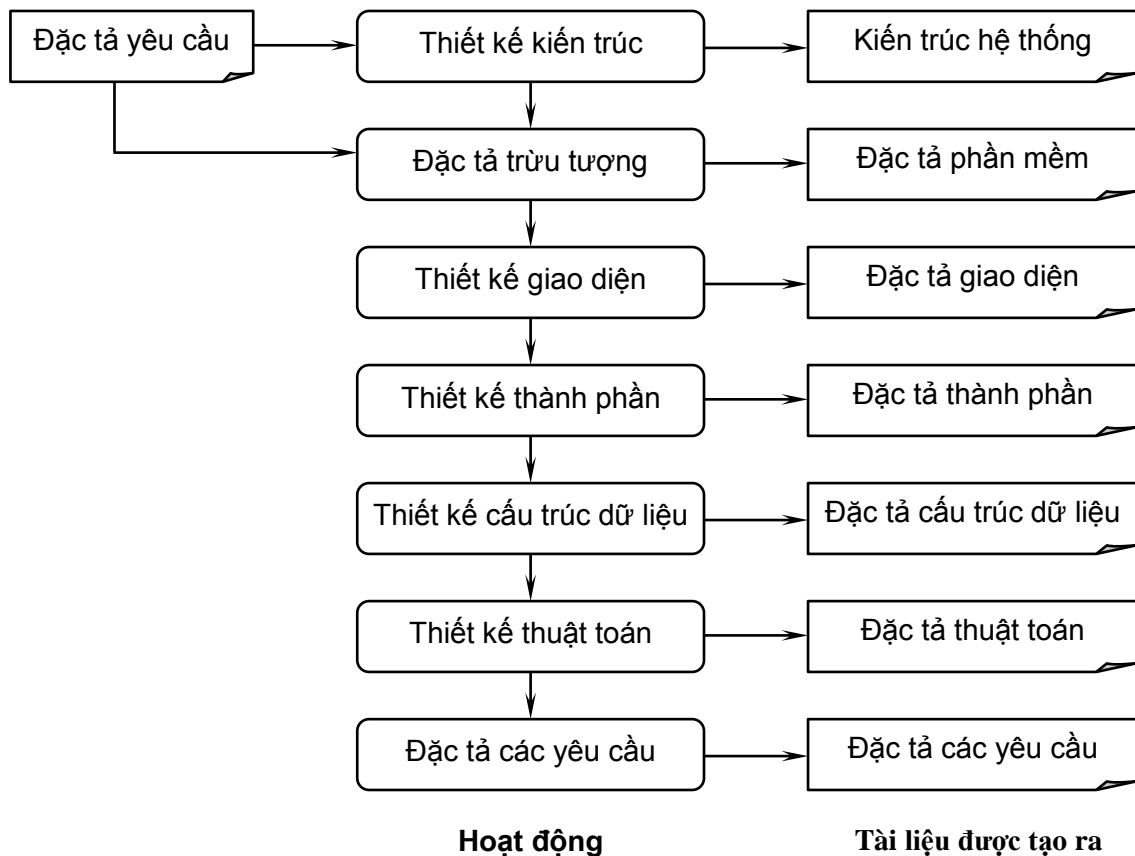 Đặc tả yêu cầu
Thiết kế kiến trúc
Kiến trúc hệ thống
Đặc tả trừu tượng
Đặc tả phần mềm
Thiết kế giao diện
Đặc tả giao diện
Thiết kế thành phần
Đặc tả thành phần
Thiết kế cấu trúc dữ liệu
Đặc tả cấu trúc dữ liệu
Thiết kế thuật toán
Đặc tả thuật toán
Đặc tả các yêu cầu
Đặc tả các yêu cầu
Hoạt động
Tài liệu được tạo ra